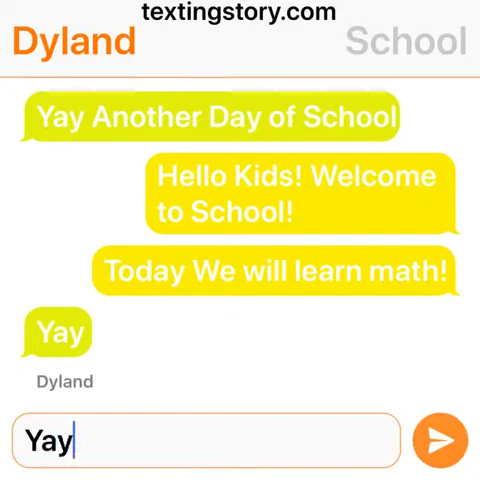 textingstory.com
Dyland
School
Yay Another Day of School
Hello Kids! Welcome
to School!
Today We will learn math!
Yay
Dyland
Yay